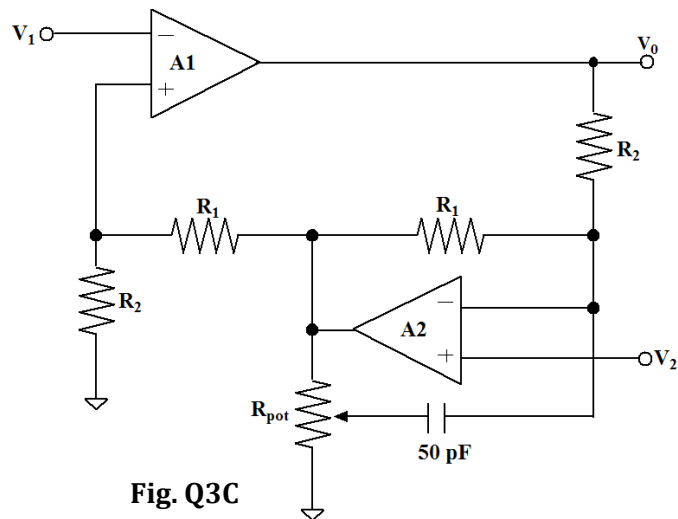 V₁
−
A1
+
V₀
R₂
R₁
R₁
R₂
−
A2
+
V₂
Rpot
50 pF
Fig. Q3C